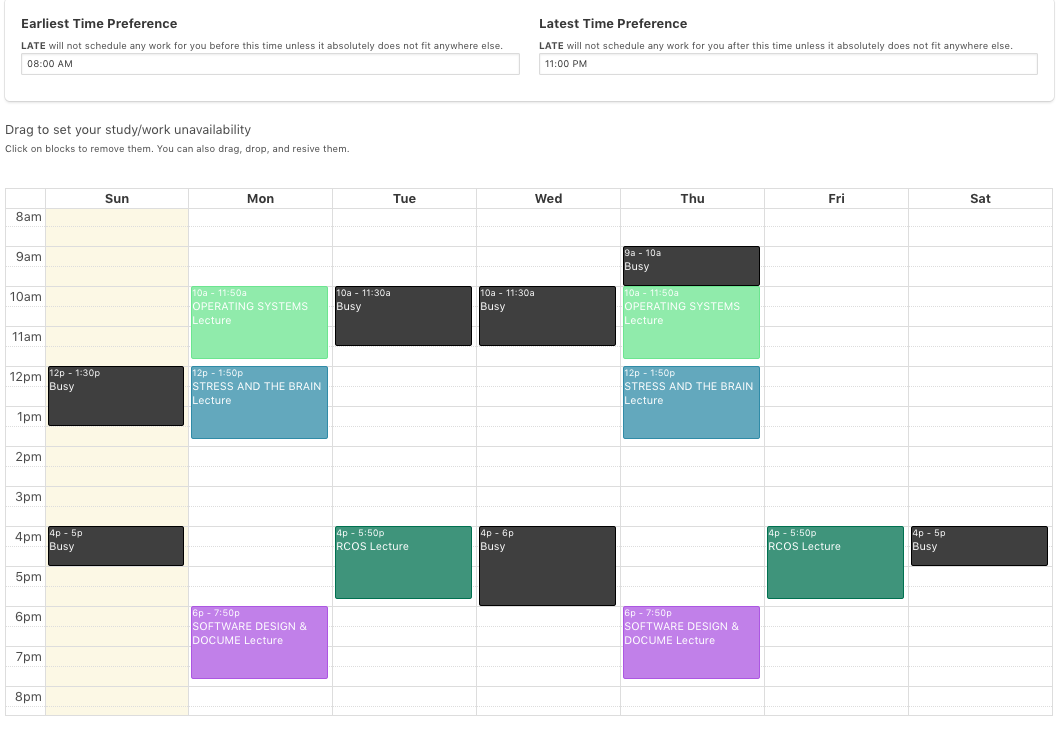 Earliest Time Preference
LATE will not schedule any work for you before this time unless it absolutely does not fit anywhere else.
08:00 AM
Latest Time Preference
LATE will not schedule any work for you after this time unless it absolutely does not fit anywhere else.
11:00 PM
Drag to set your study/work unavailability
Click on blocks to remove them. You can also drag, drop, and resive them.
Sun Mon Tue Wed Thu Fri Sat
8am
9am
10am
11am
12pm
1pm
2pm
3pm
4pm
5pm
6pm
7pm
8pm
12p - 1:30p
Busy
4p - 5p
Busy
10a - 11:50a
OPERATING SYSTEMS
Lecture
12p - 1:50p
STRESS AND THE BRAIN
Lecture
6p - 7:50p
SOFTWARE DESIGN &
DOCUME Lecture
10a - 11:30a
Busy
4p - 5:50p
RCOS Lecture
10a - 11:30a
Busy
4p - 6p
Busy
9a - 10a
Busy
10a - 11:50a
OPERATING SYSTEMS
Lecture
12p - 1:50p
STRESS AND THE BRAIN
Lecture
6p - 7:50p
SOFTWARE DESIGN &
DOCUME Lecture
4p - 5:50p
RCOS Lecture
4p - 5p
Busy